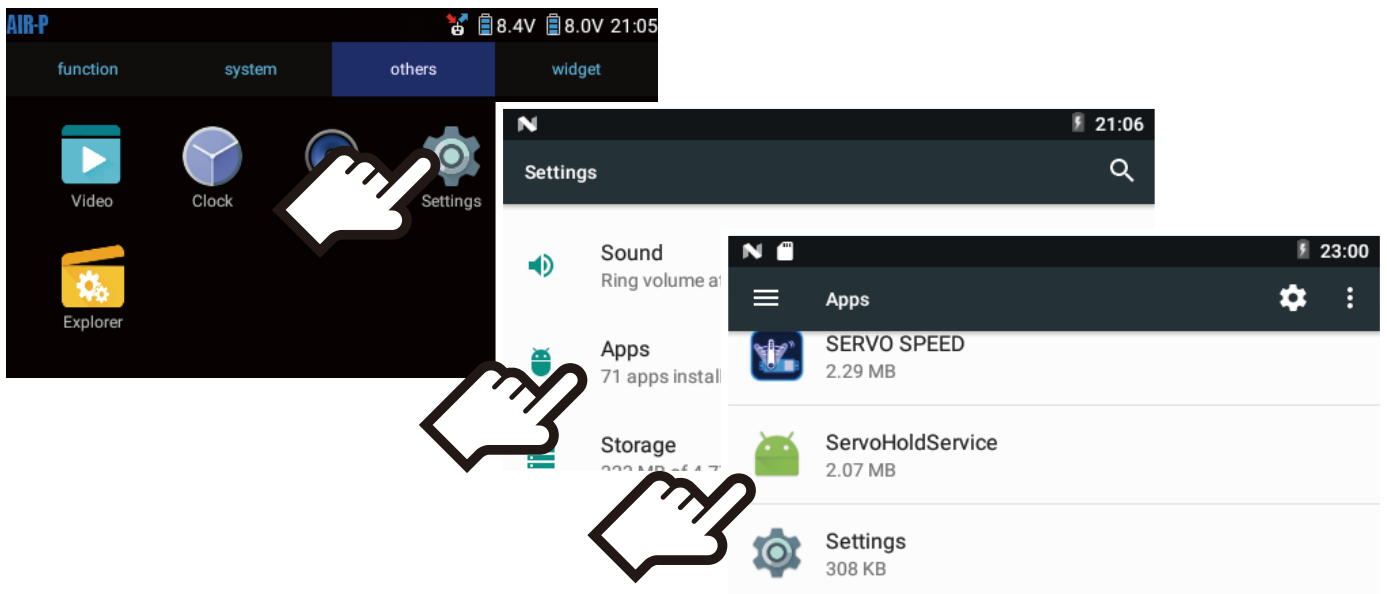 AIR-P 8.4V 8.0V 21:05
function system others widget
Video Clock Settings
Explorer
21:06
Settings
Sound
Ring volume at
Apps
71 apps install
Storage
23:00
Apps
SERVO SPEED
2.29 MB
ServoHoldService
2.07 MB
Settings
308 KB